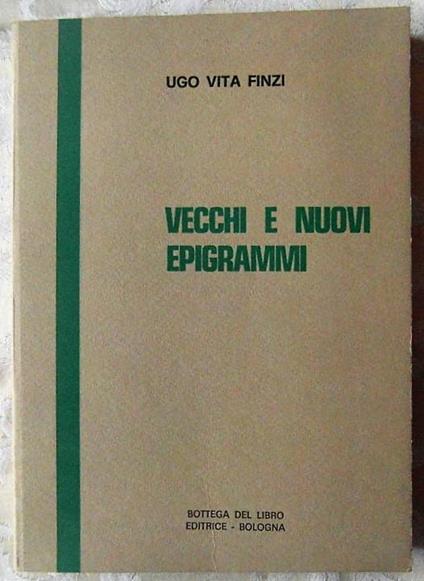 UGO VITA FINZI
VECCHI E NUOVI
EPIGRAMMI
BOTTEGA DEL LIBRO
EDITRICE - BOLOGNA